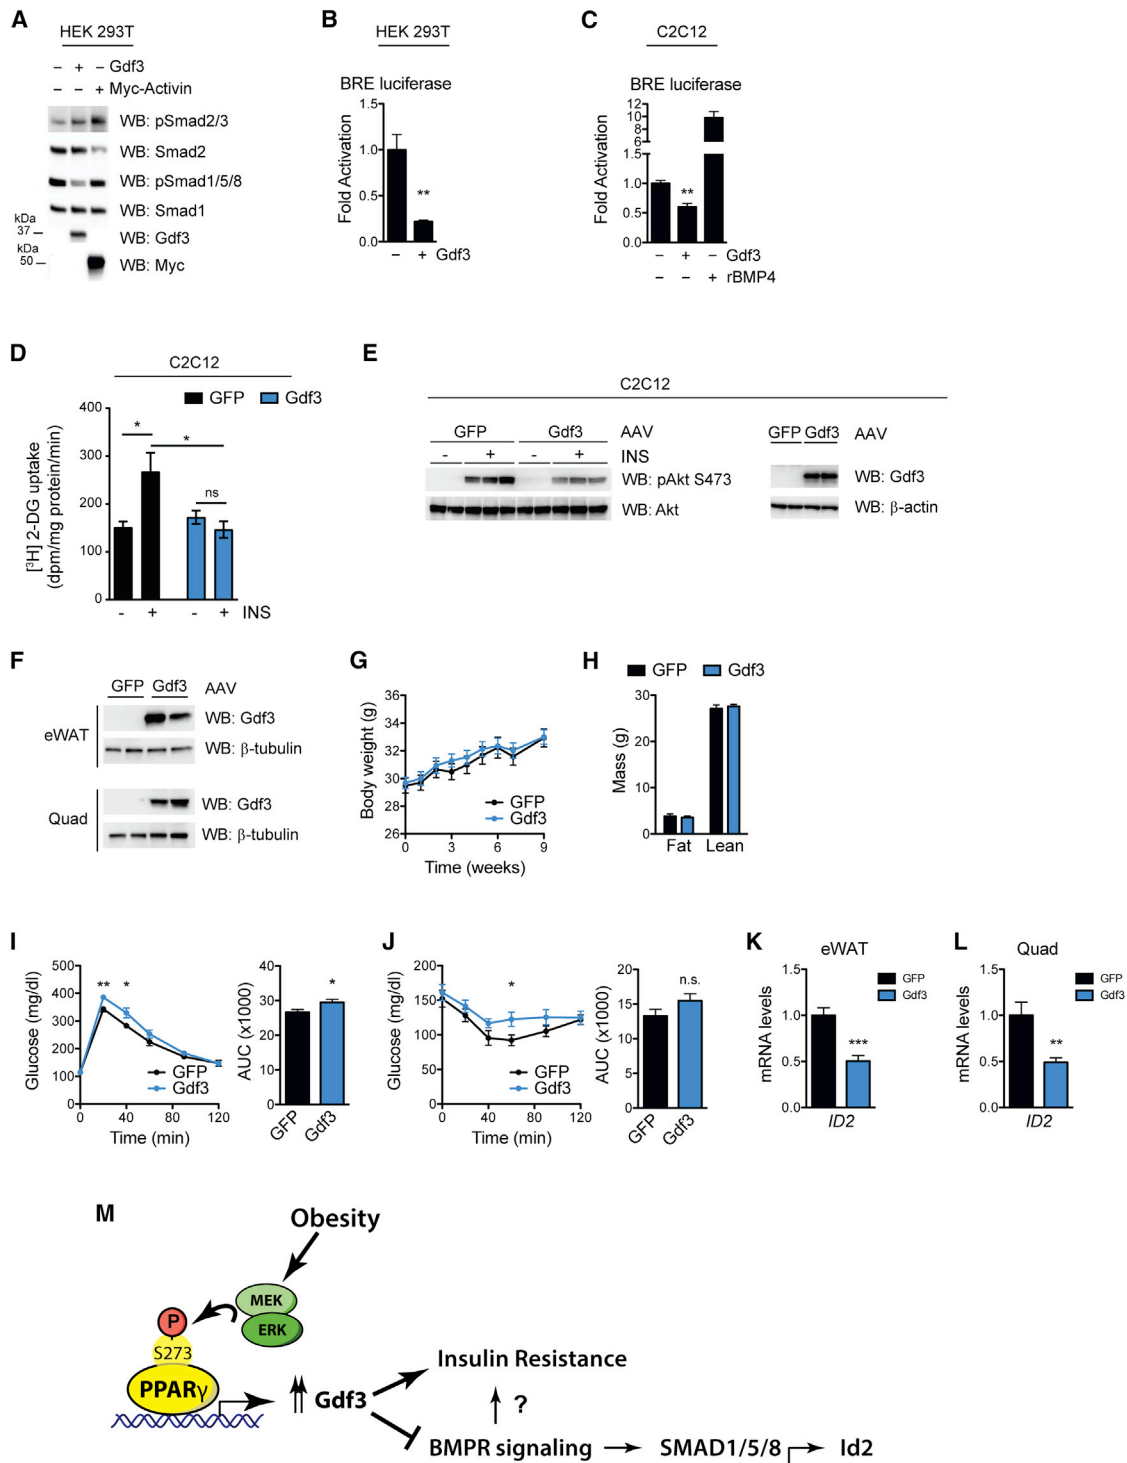 A
HEK 293T
– + – Gdf3
– – + Myc-Activin
WB: pSmad2/3
WB: Smad2
WB: pSmad1/5/8
WB: Smad1
kDa
37
WB: Gdf3
kDa
50
WB: Myc
B
HEK 293T
BRE luciferase
Fold Activation
1.5
1.0
0.5
0.0
**
– + Gdf3
C
C2C12
BRE luciferase
Fold Activation
12
10
8
6
1.5
1.0
0.5
0.0
**
– + – Gdf3
– – + rBMP4
D
C2C12
GFP Gdf3
[³H] 2-DG uptake
(dpm/mg protein/min)
400
300
200
100
0
*
*
ns
- + - + INS
E
C2C12
GFP Gdf3 AAV
- + - + INS
WB: pAkt S473
WB: Akt
GFP Gdf3 AAV
WB: Gdf3
WB: β-actin
F
GFP Gdf3 AAV
eWAT
WB: Gdf3
WB: β-tubulin
Quad
WB: Gdf3
WB: β-tubulin
G
Body weight (g)
36
34
32
30
28
26
GFP
Gdf3
0 3 6 9
Time (weeks)
H
GFP Gdf3
Mass (g)
30
20
10
0
Fat Lean
I
Glucose (mg/dl)
500
400
300
200
100
0
** *
GFP
Gdf3
0 40 80 120
Time (min)
AUC (x1000)
40
30
20
10
0
*
GFP Gdf3
J
Glucose (mg/dl)
200
150
100
50
0
*
GFP
Gdf3
0 40 80 120
Time (min)
AUC (x1000)
20
15
10
5
0
n.s.
GFP Gdf3
K
eWAT
mRNA levels
1.5
1.0
0.5
0.0
GFP
Gdf3
***
ID2
L
Quad
mRNA levels
1.5
1.0
0.5
0.0
GFP
Gdf3
**
ID2
M
Obesity
MEK
ERK
P
S273
PPARγ
Gdf3
Insulin Resistance
?
BMPR signaling
SMAD1/5/8
Id2